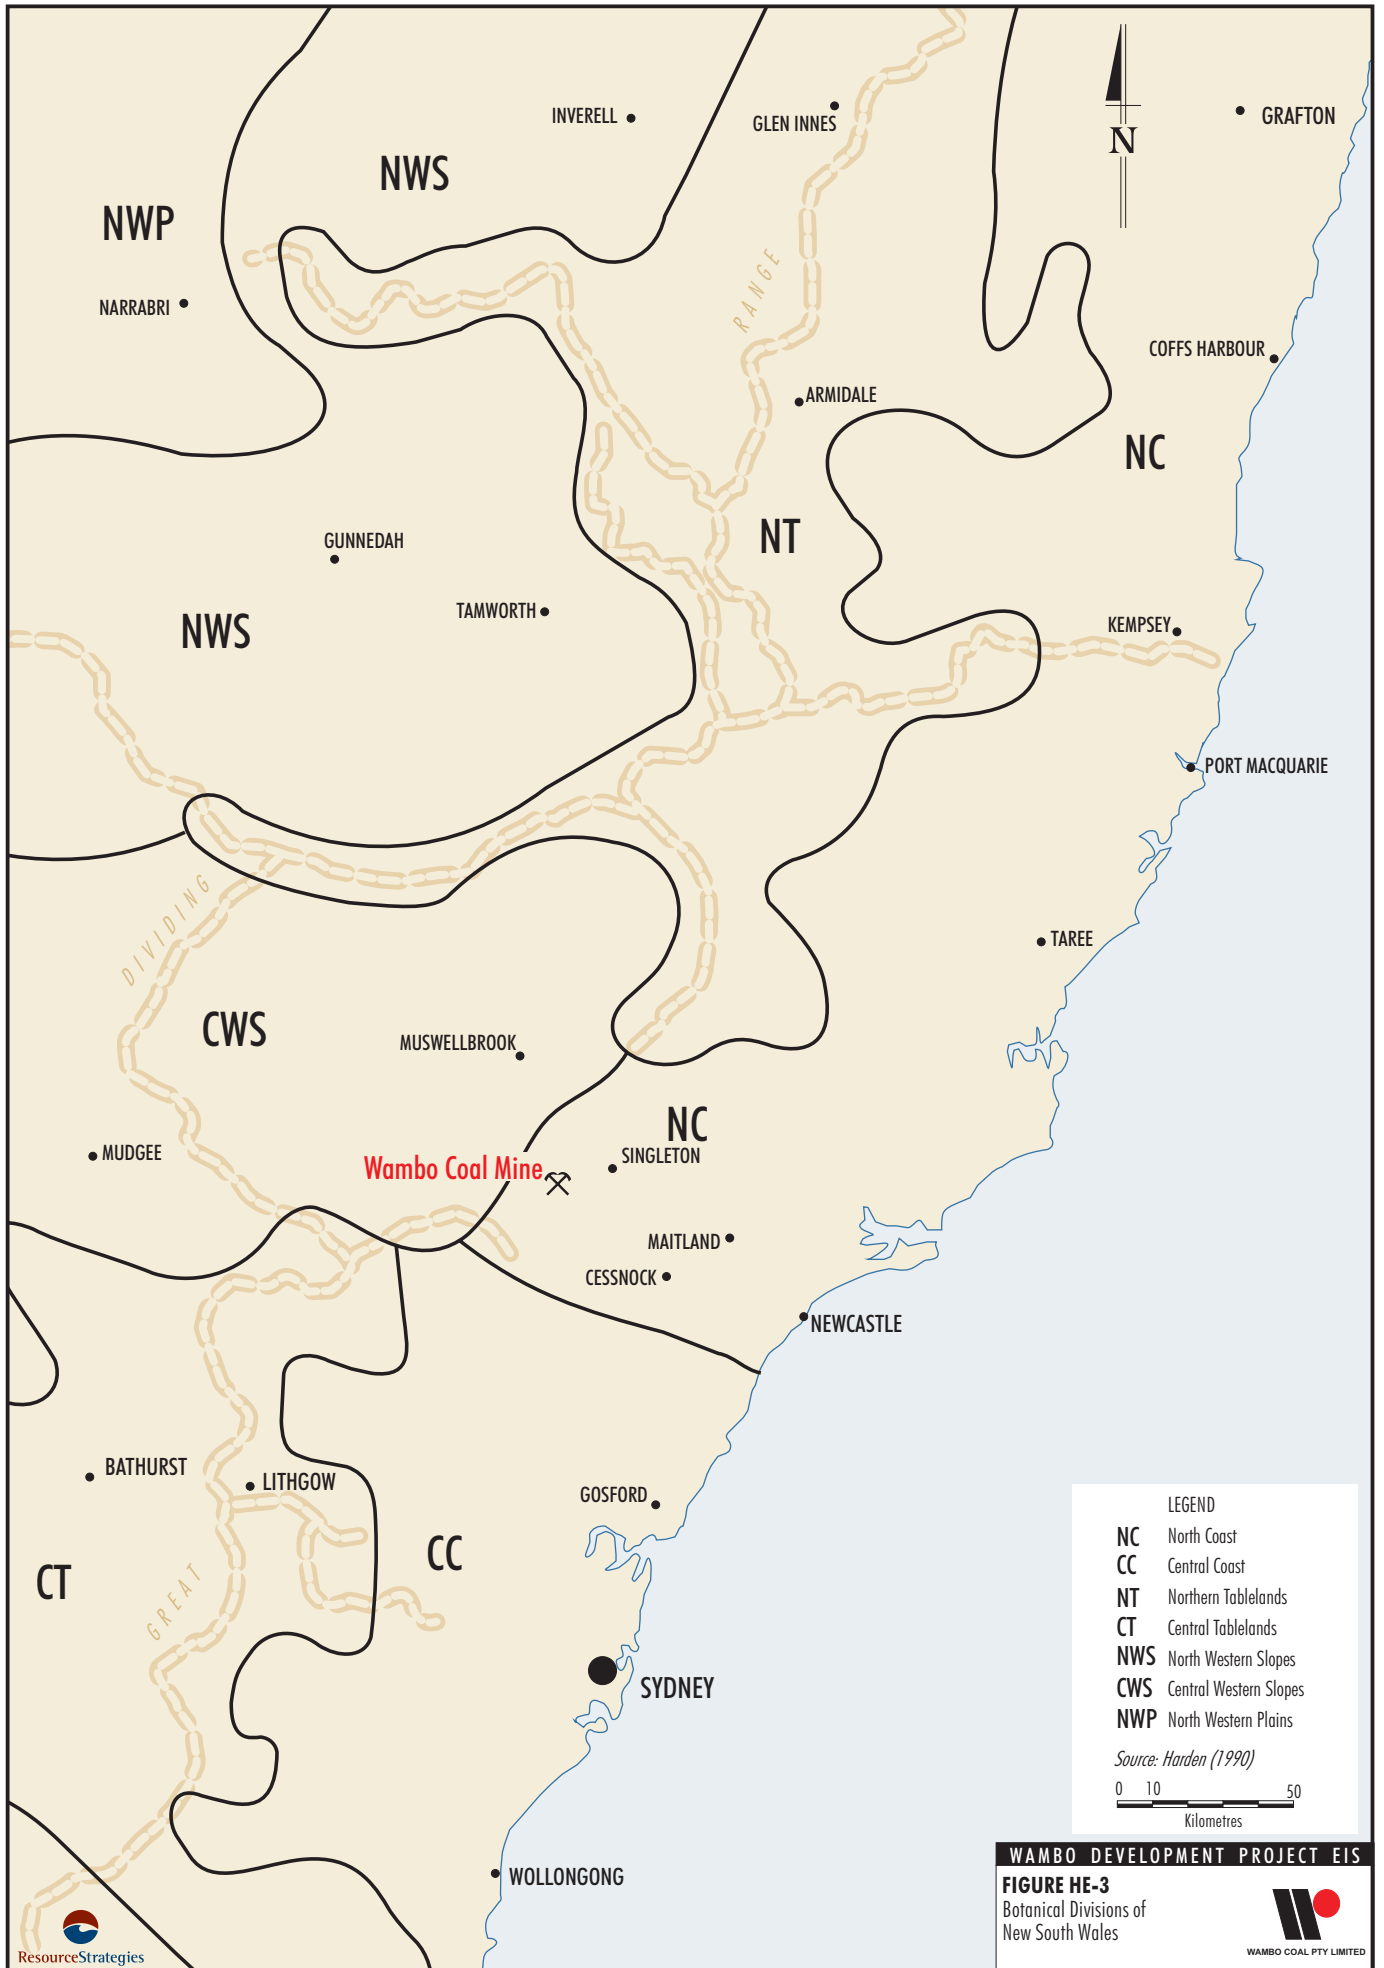 INVERELL
GLEN INNES
GRAFTON
N
NWS
NWP
NARRABRI
RANGE
COFFS HARBOUR
ARMIDALE
NC
NT
GUNNEDAH
TAMWORTH
NWS
KEMPSEY
PORT MACQUARIE
DIVIDING
TAREE
CWS
MUSWELLBROOK
NC
MUDGEE
SINGLETON
Wambo Coal Mine
MAITLAND
CESSNOCK
NEWCASTLE
BATHURST
LITHGOW
GOSFORD
CC
CT
GREAT
SYDNEY
WOLLONGONG
LEGEND
NC North Coast
CC Central Coast
NT Northern Tablelands
CT Central Tablelands
NWS North Western Slopes
CWS Central Western Slopes
NWP North Western Plains
Source: Harden (1990)
0 10 50
Kilometres
WAMBO DEVELOPMENT PROJECT EIS
FIGURE HE-3
Botanical Divisions of
New South Wales
WAMBO COAL PTY LIMITED
ResourceStrategies